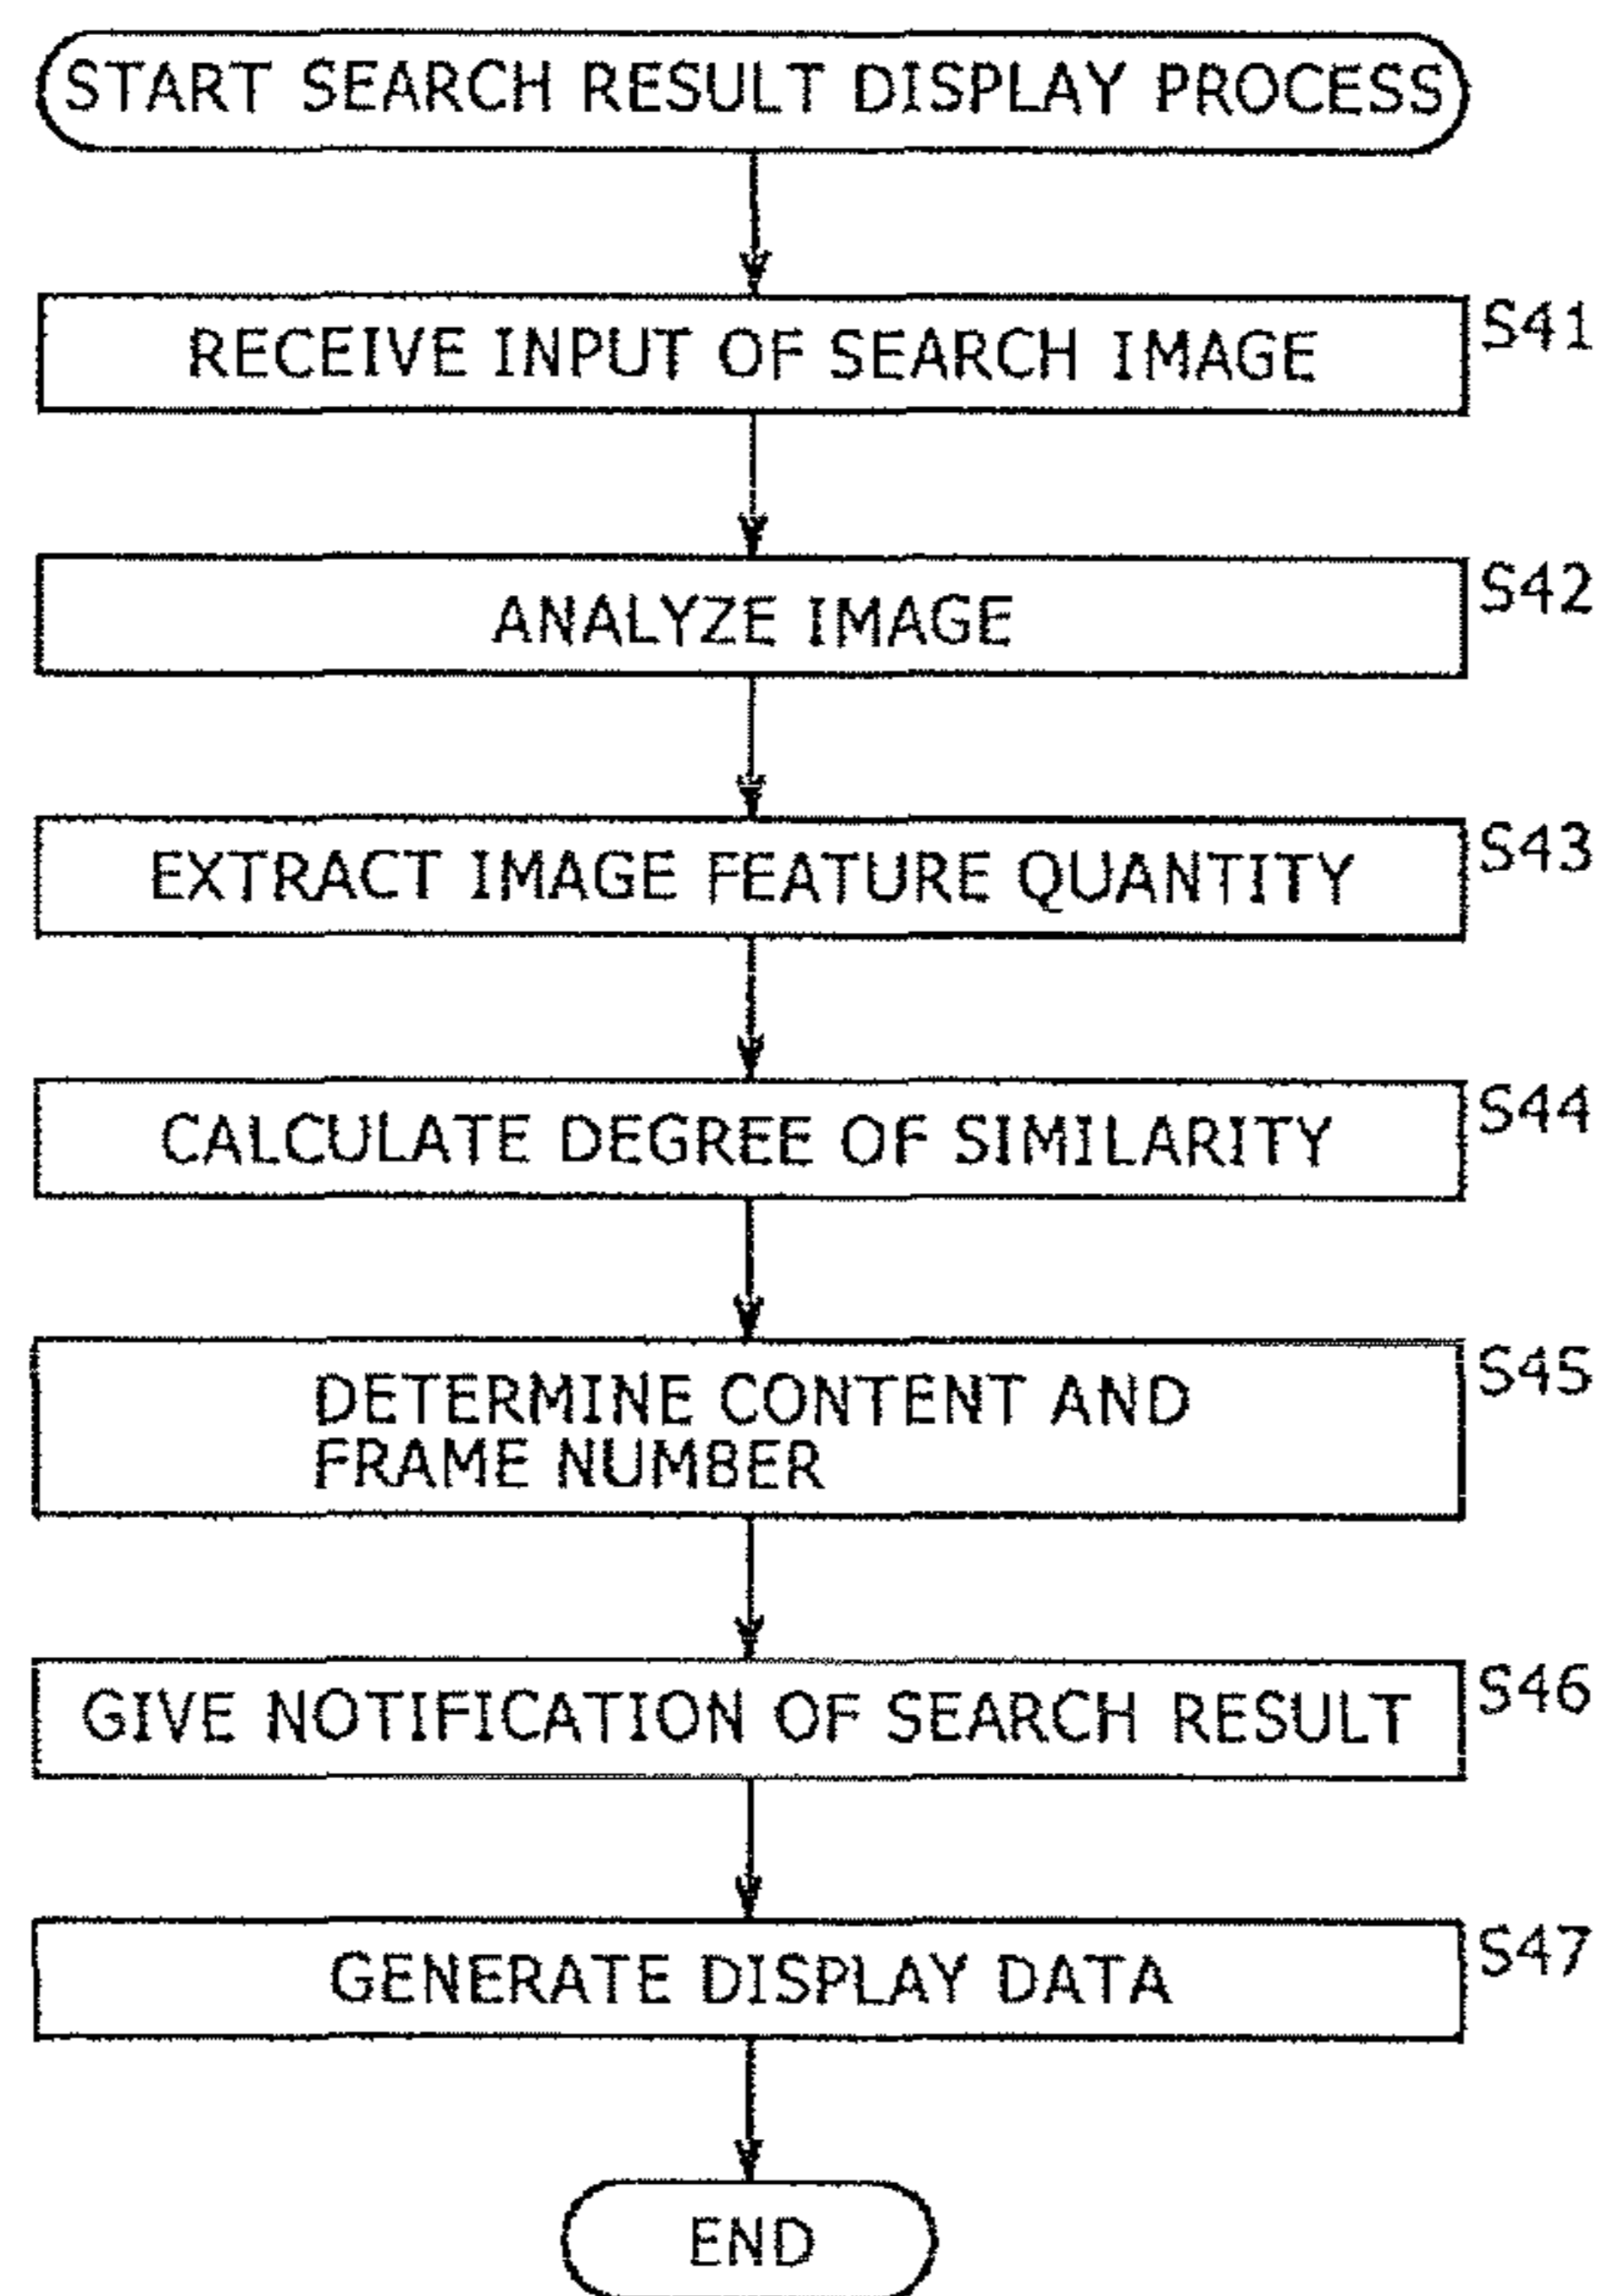 START SEARCH RESULT DISPLAY PROCESS
RECEIVE INPUT OF SEARCH IMAGE
S41
ANALYZE IMAGE
S42
EXTRACT IMAGE FEATURE QUANTITY
S43
CALCULATE DEGREE OF SIMILARITY
S44
DETERMINE CONTENT AND
FRAME NUMBER
S45
GIVE NOTIFICATION OF SEARCH RESULT
S46
GENERATE DISPLAY DATA
S47
END